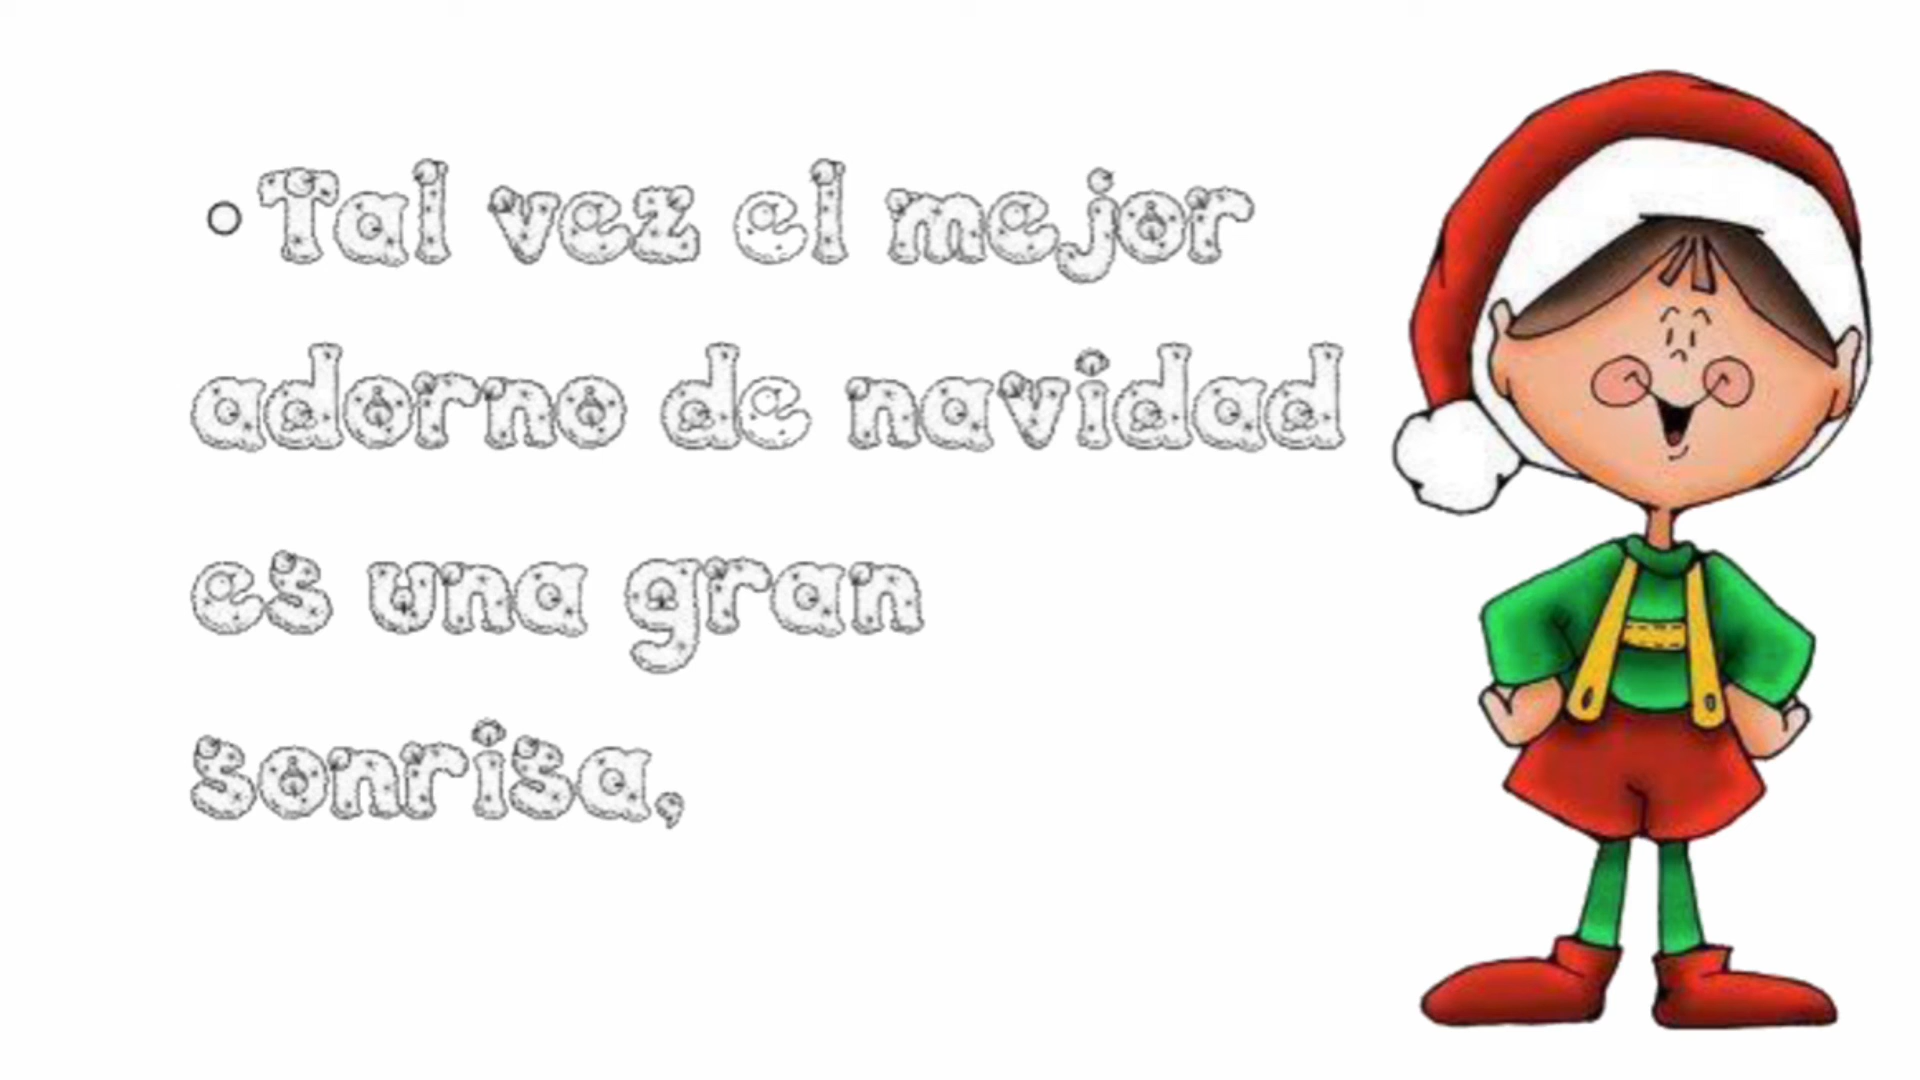 •Tal vez el mejor
adorno de navidad
es una gran
sonrisa,